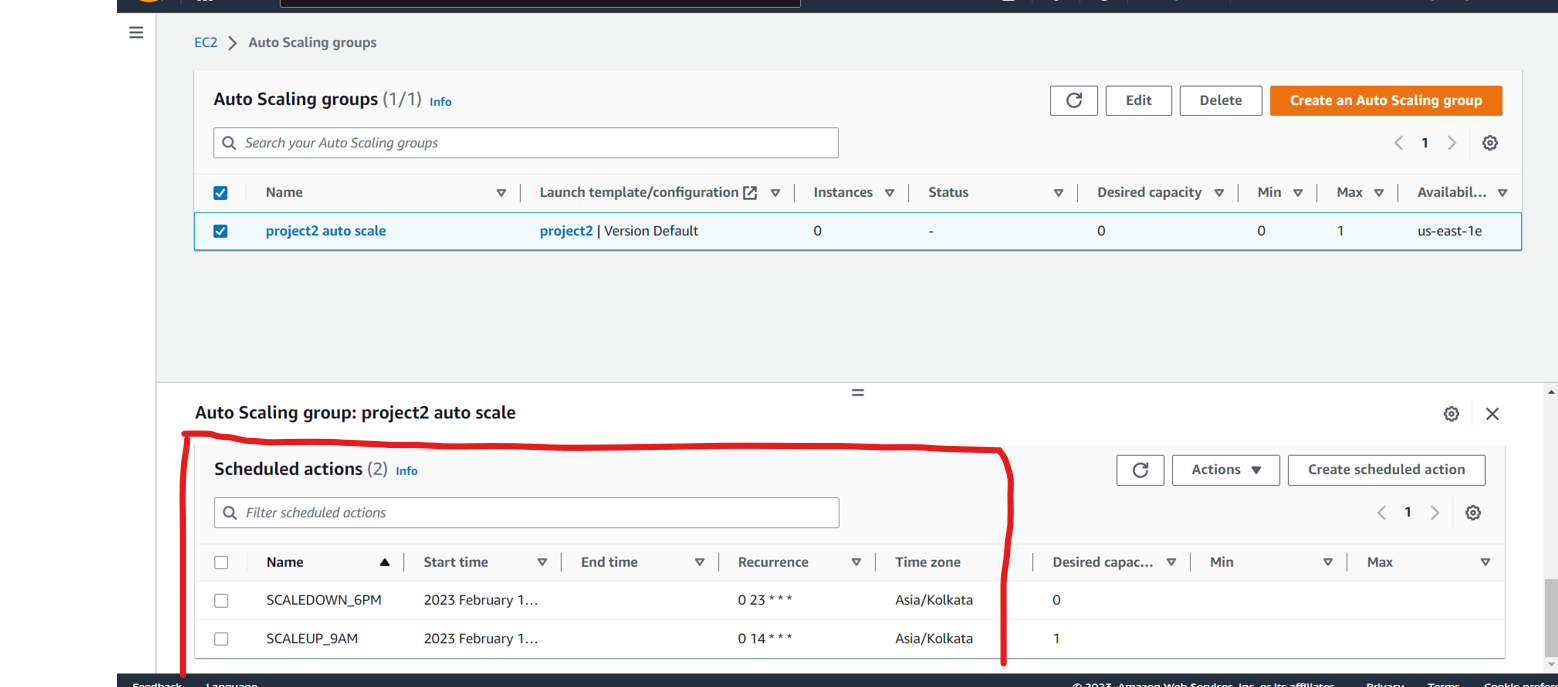 EC2 > Auto Scaling groups
Auto Scaling groups (1/1) Info
Edit Delete Create an Auto Scaling group
Search your Auto Scaling groups
1
Name Launch template/configuration Instances Status Desired capacity Min Max Availabil...
project2 auto scale project2 | Version Default 0 - 0 0 1 us-east-1e
Auto Scaling group: project2 auto scale
Scheduled actions (2) Info
Actions Create scheduled action
Filter scheduled actions
1
Name Start time End time Recurrence Time zone Desired capac... Min Max
SCALEDOWN_6PM 2023 February 1... 0 23 * * * Asia/Kolkata 0
SCALEUP_9AM 2023 February 1... 0 14 * * * Asia/Kolkata 1
Feedback Language © 2023, Amazon Web Services, Inc. or its affiliates. Privacy Terms Cookie prefere